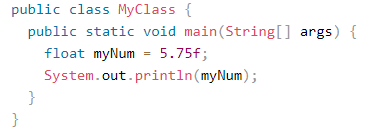 public class MyClass {
  public static void main(String[] args) {
    float myNum = 5.75f;
    System.out.println(myNum);
  }
}